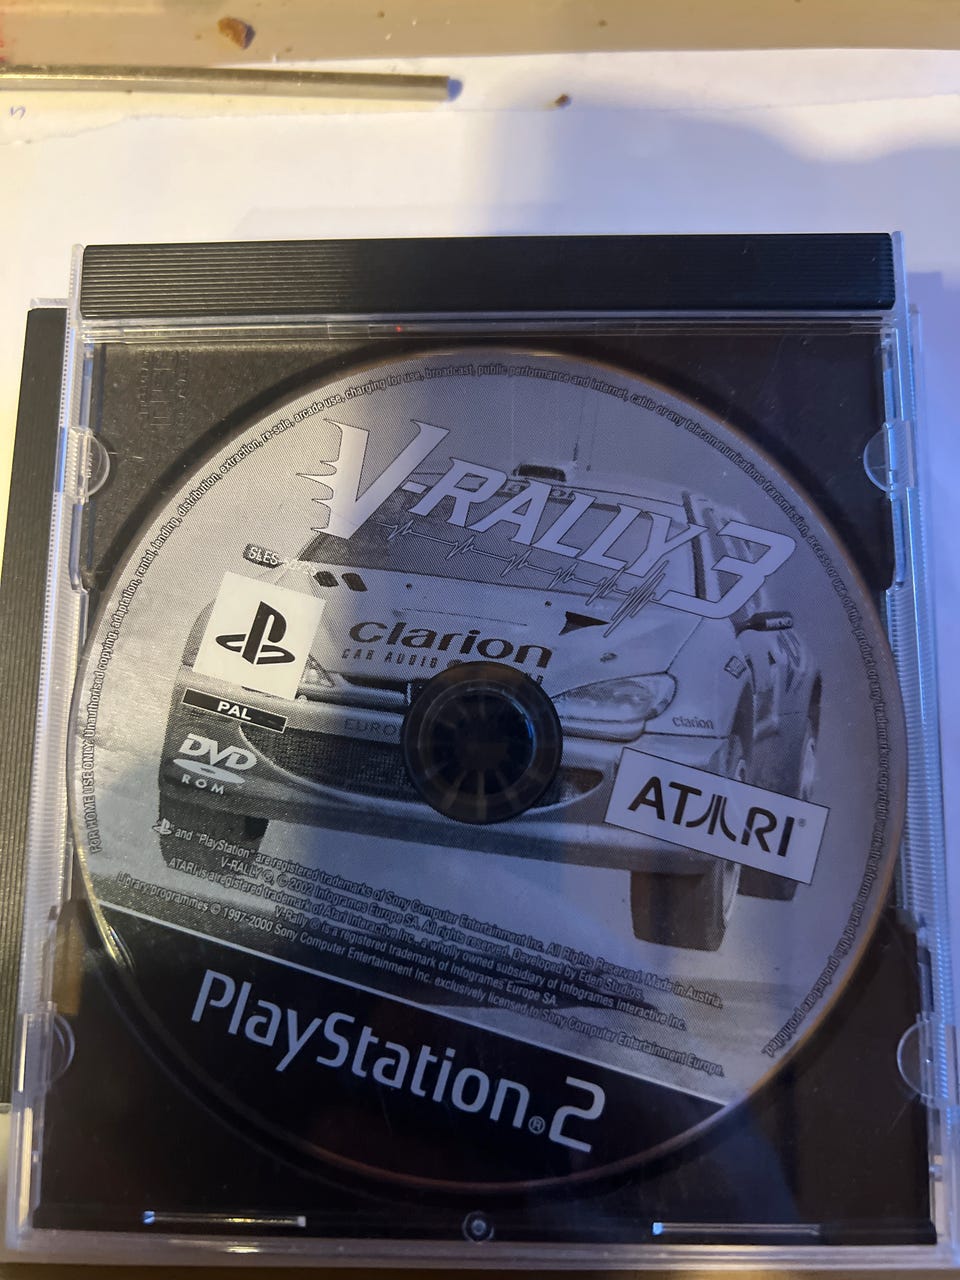 FOR HOME USE ONLY. Unauthorised copying, adaptation, rental, lending, distribution, extraction, re-sale, arcade use, charging for use, broadcast, public performance and internet, cable or any telecommunications transmission, access or use of this product or any trademark or copyright work that forms part of this product are prohibited.
V-RALLY 3
SLES-
clarion
CAR AUDIO
PAL
EURO
clarion
DVD
ROM
ATARI®
and "PlayStation" are registered trademarks of Sony Computer Entertainment Inc. All Rights Reserved. Made in Austria.
V-RALLY ®, © 2002 Infogrames Europe SA. All rights reserved. Developed by Eden Studios.
ATARI is a registered trademark of Atari Interactive Inc., a wholly owned subsidiary of Infogrames Interactive Inc.
V-Rally ® is a registered trademark of Infogrames Europe SA.
Library programmes © 1997-2000 Sony Computer Entertainment Inc. exclusively licensed to Sony Computer Entertainment Europe.
PlayStation®2